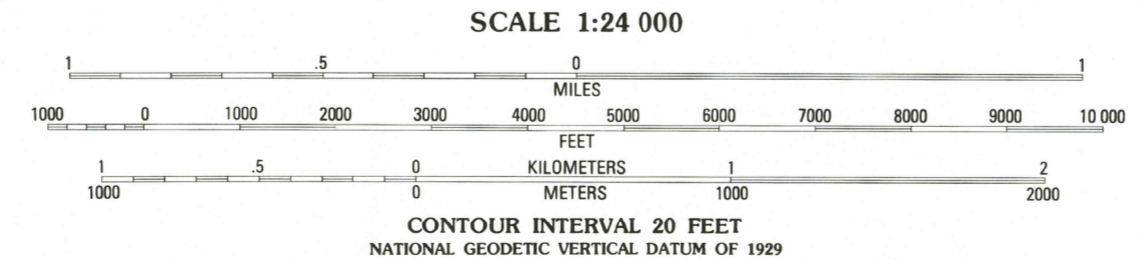 SCALE 1:24 000
1 .5 0 1
MILES
1000 0 1000 2000 3000 4000 5000 6000 7000 8000 9000 10 000
FEET
1 .5 0 KILOMETERS 1 2
1000 0 METERS 1000 2000
CONTOUR INTERVAL 20 FEET
NATIONAL GEODETIC VERTICAL DATUM OF 1929